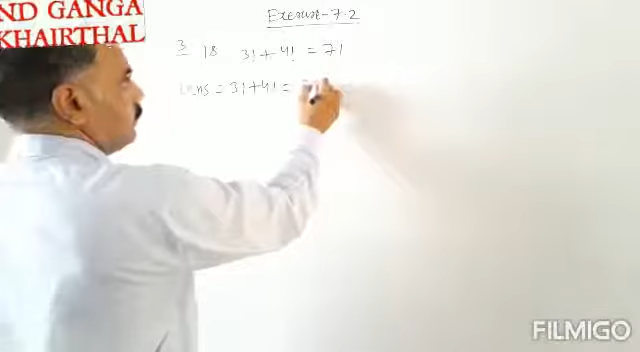 ND GANGA
KHAIRTHAL
Exercise-7.2
3 18 3!+4! = 7!
= 3!+4! =
FILMIGO